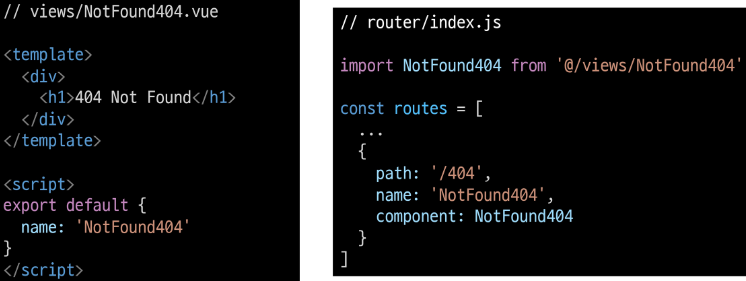 // views/NotFound404.vue
<template>
  <div>
    <h1>404 Not Found</h1>
  </div>
</template>
<script>
export default {
  name: 'NotFound404'
}
</script>
// router/index.js
import NotFound404 from '@/views/NotFound404'
const routes = [
  ...
  {
    path: '/404',
    name: 'NotFound404',
    component: NotFound404
  }
]